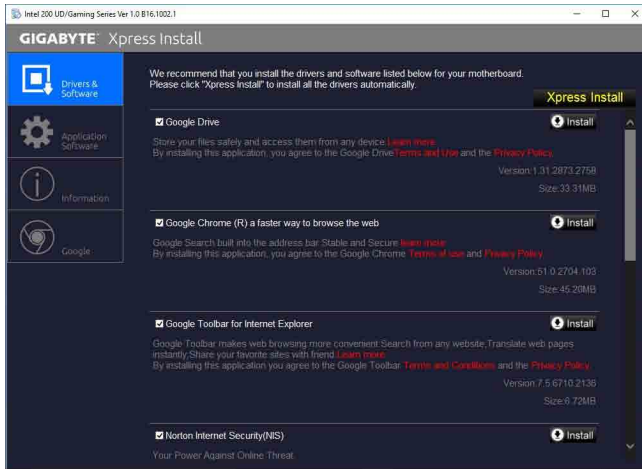 Intel 200 UD/Gaming Series Ver 1.0 B16.1002.1
GIGABYTE™ Xpress Install
Drivers &
Software
Application
Software
Information
Google
We recommend that you install the drivers and software listed below for your motherboard.
Please click "Xpress Install" to install all the drivers automatically.
Xpress Install
Google Drive
Install
Store your files safely and access them from any device.Learn more.
By installing this application, you agree to the Google DriveTerms and Use and the Privacy Policy.
Version:1.31.2873.2758
Size:33.31MB
Google Chrome (R) a faster way to browse the web
Install
Google Search built into the address bar.Stable and Secure.learn more.
By installing this application, you agree to the Google Chrome Terms of use and Privacy Policy.
Version:51.0.2704.103
Size:45.20MB
Google Toolbar for Internet Explorer
Install
Google Toolbar makes web browsing more convenient.Search from any website,Translate web pages
instantly,Share your favorite sites with friend.Learn more.
By installing this application you agree to the Google Toolbar Terms and Conditions and the Privacy Policy.
Version:7.5.6710.2136
Size:6.72MB
Norton Internet Security(NIS)
Install
Your Power Against Online Threat.